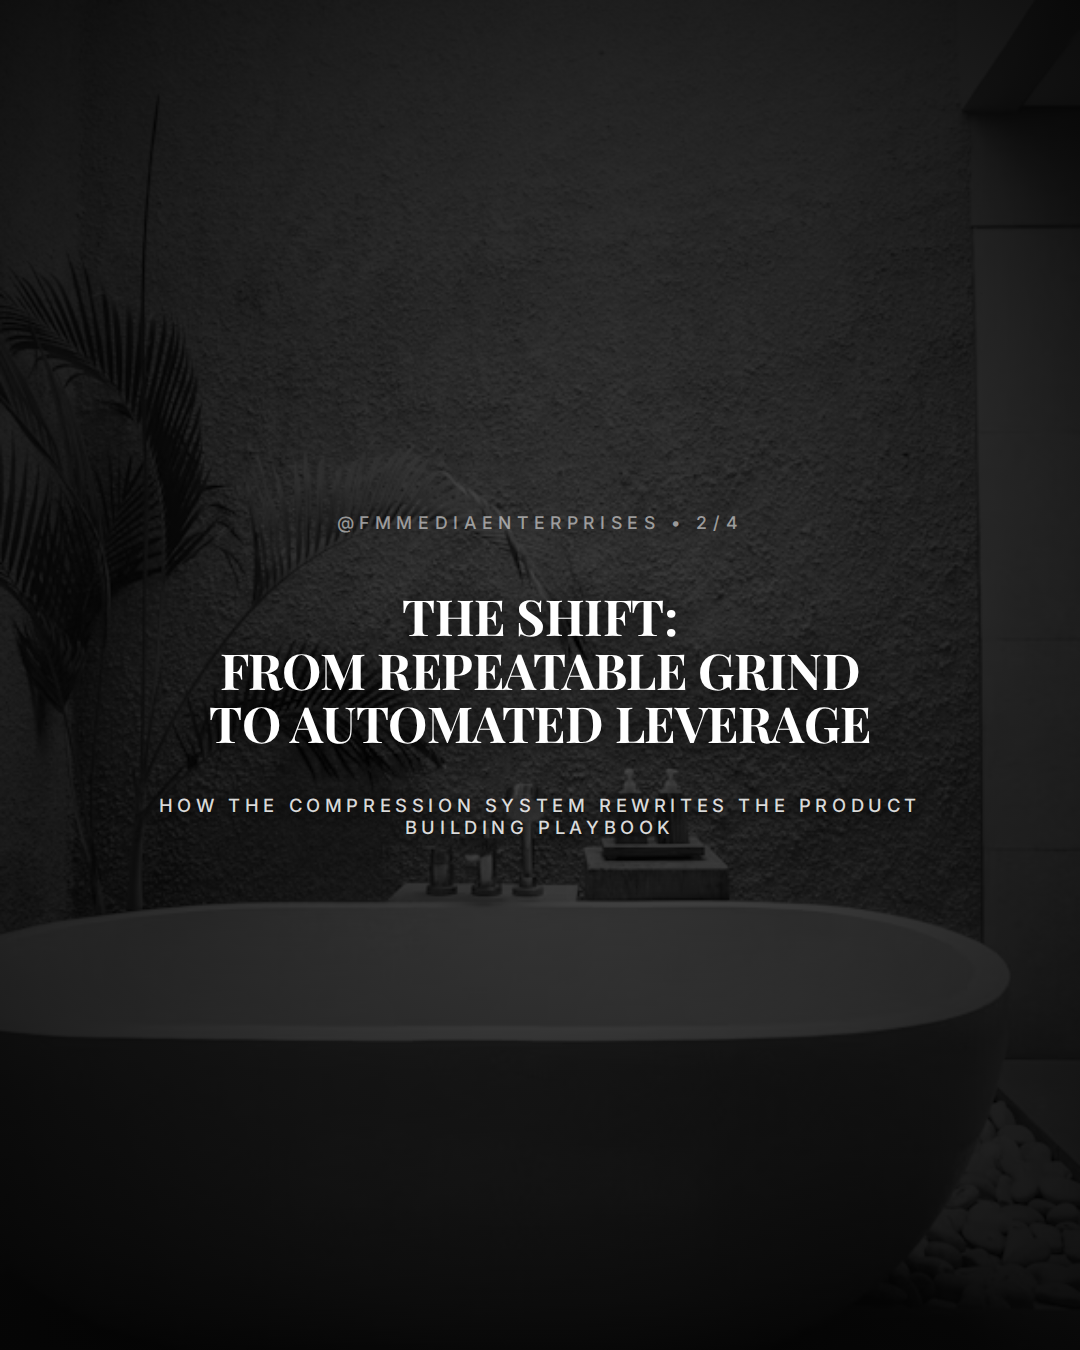 @FMMEDIAENTERPRISES • 2/4
THE SHIFT:
FROM REPEATABLE GRIND
TO AUTOMATED LEVERAGE
HOW THE COMPRESSION SYSTEM REWRITES THE PRODUCT
BUILDING PLAYBOOK